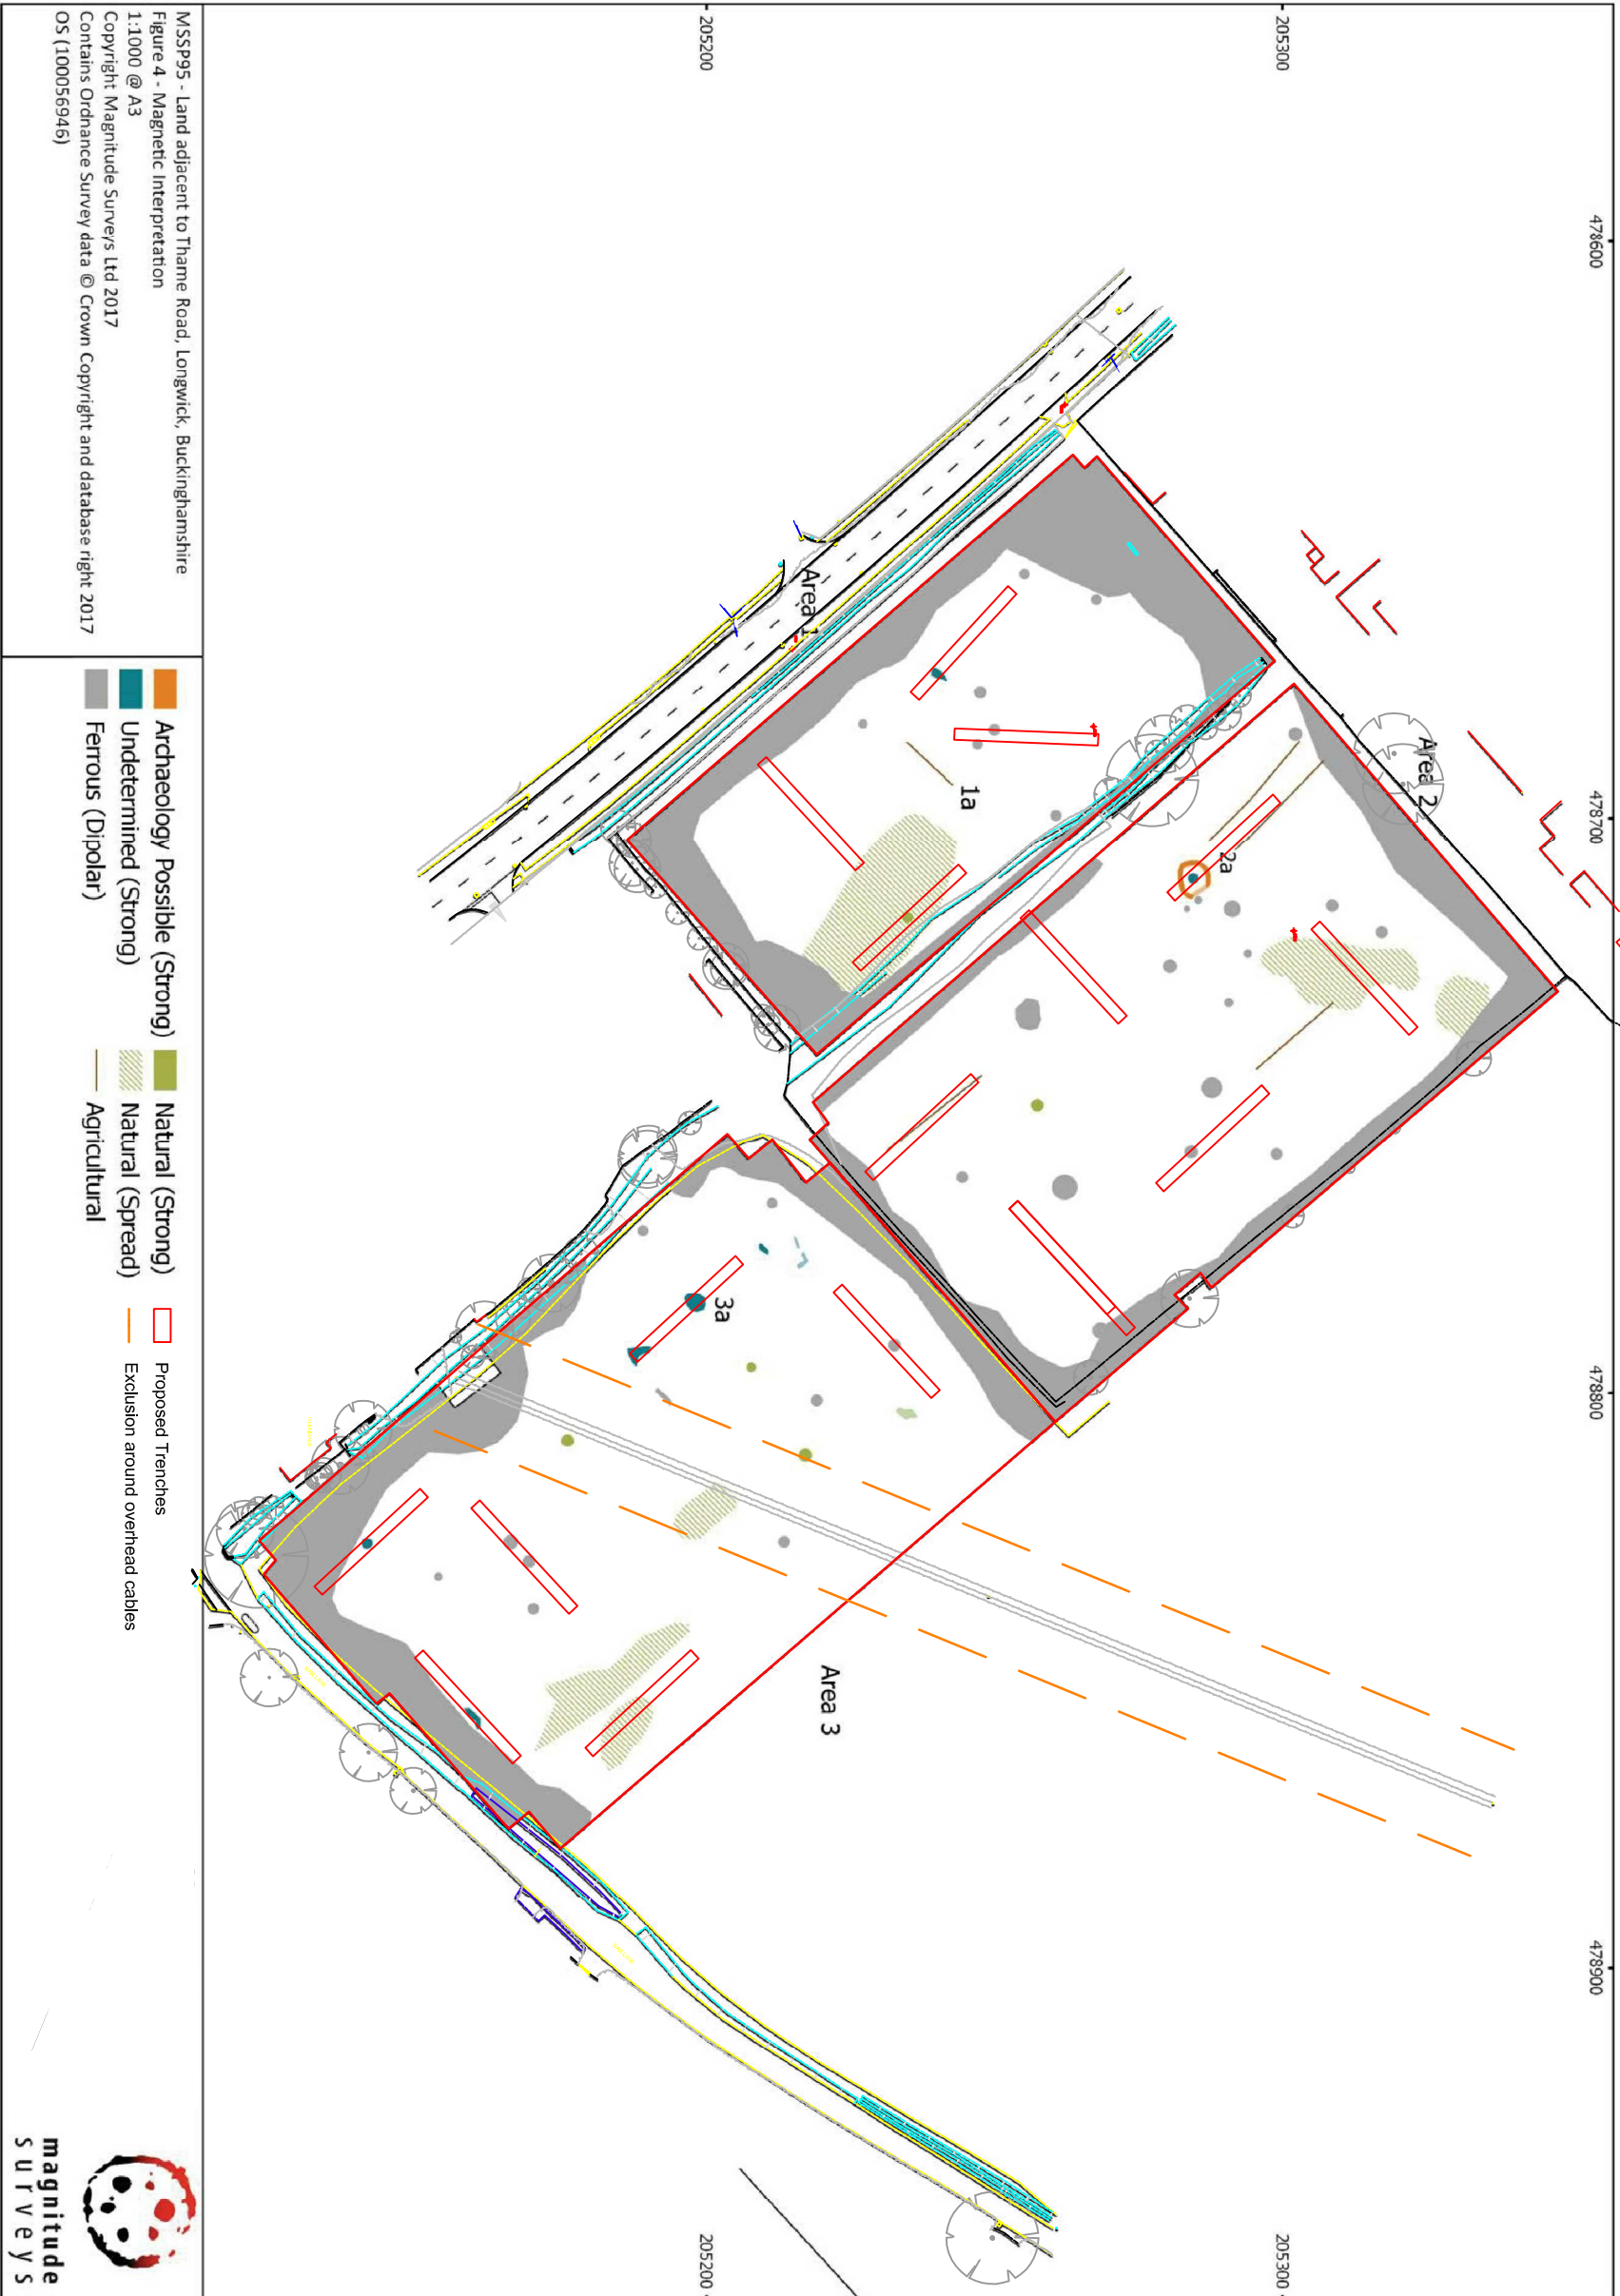 205200
205300
478600
478700
478800
478900
205200
205300
Area 1
1a
Area 2
2a
3a
Area 3
MSSP95 - Land adjacent to Thame Road, Longwick, Buckinghamshire
Figure 4 - Magnetic Interpretation
1:1000 @ A3
Copyright Magnitude Surveys Ltd 2017
Contains Ordnance Survey data © Crown Copyright and database right 2017
OS (100056946)
Archaeology Possible (Strong)
Undetermined (Strong)
Ferrous (Dipolar)
Natural (Strong)
Natural (Spread)
Agricultural
Proposed Trenches
Exclusion around overhead cables
magnitude
surveys